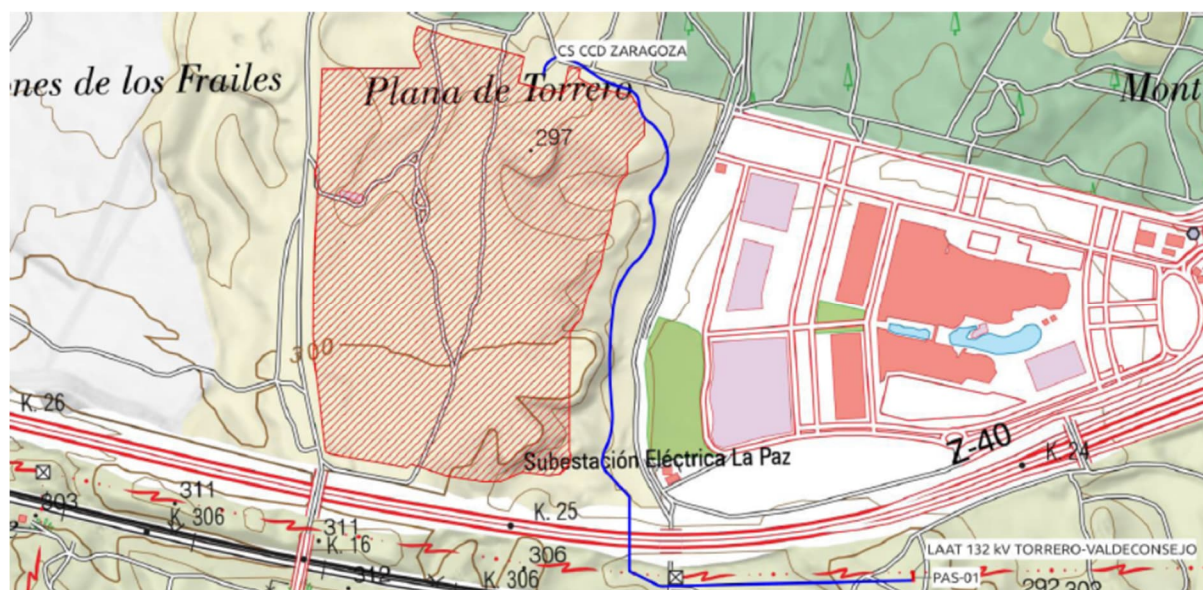 CS CCD ZARAGOZA
nes de los Frailes
Plana de Torrero
Mont
297
300
K. 26
Subestación Eléctrica La Paz
Z-40
K. 24
303
311
K. 306
K. 25
311
K. 16
306
LAAT 132 kV TORRERO-VALDECONSEJO
312
K. 306
PAS-01
292